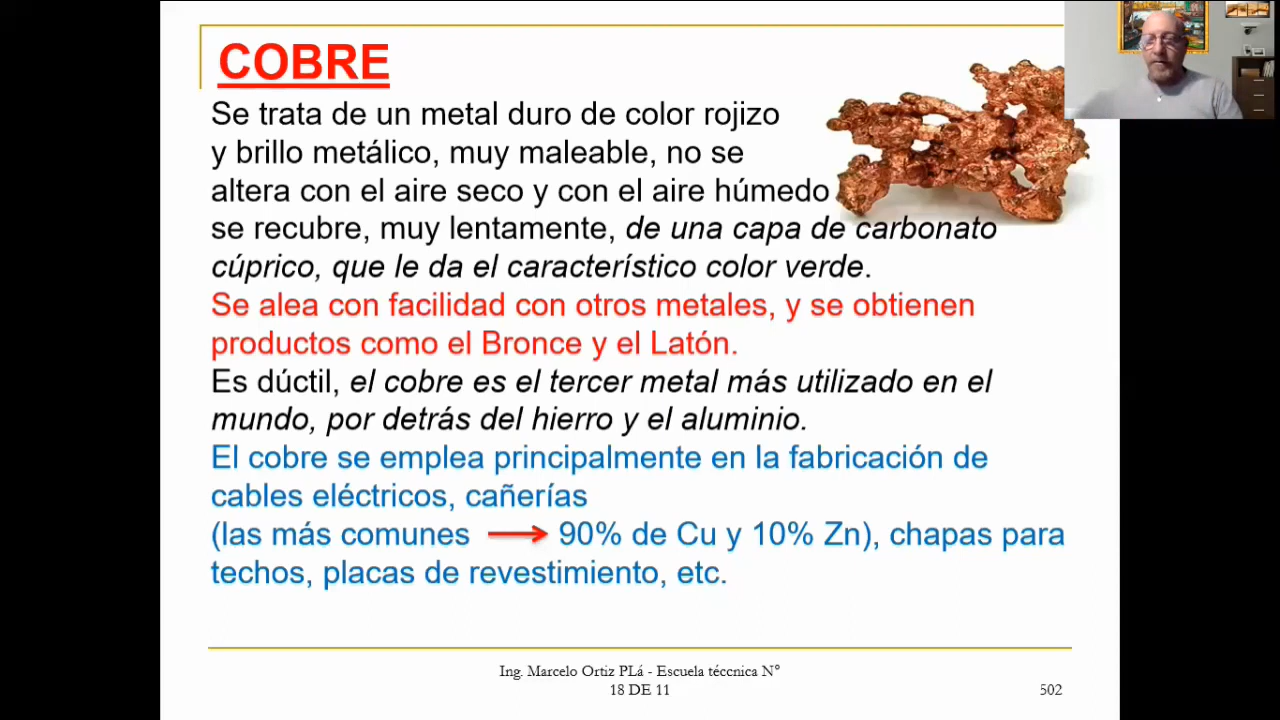 COBRE
Se trata de un metal duro de color rojizo
y brillo metálico, muy maleable, no se
altera con el aire seco y con el aire húmedo
se recubre, muy lentamente, de una capa de carbonato
cúprico, que le da el característico color verde.
Se alea con facilidad con otros metales, y se obtienen
productos como el Bronce y el Latón.
Es dúctil, el cobre es el tercer metal más utilizado en el
mundo, por detrás del hierro y el aluminio.
El cobre se emplea principalmente en la fabricación de
cables eléctricos, cañerías
(las más comunes → 90% de Cu y 10% Zn), chapas para
techos, placas de revestimiento, etc.
Ing. Marcelo Ortiz PLá - Escuela téccnica N°
18 DE 11
502